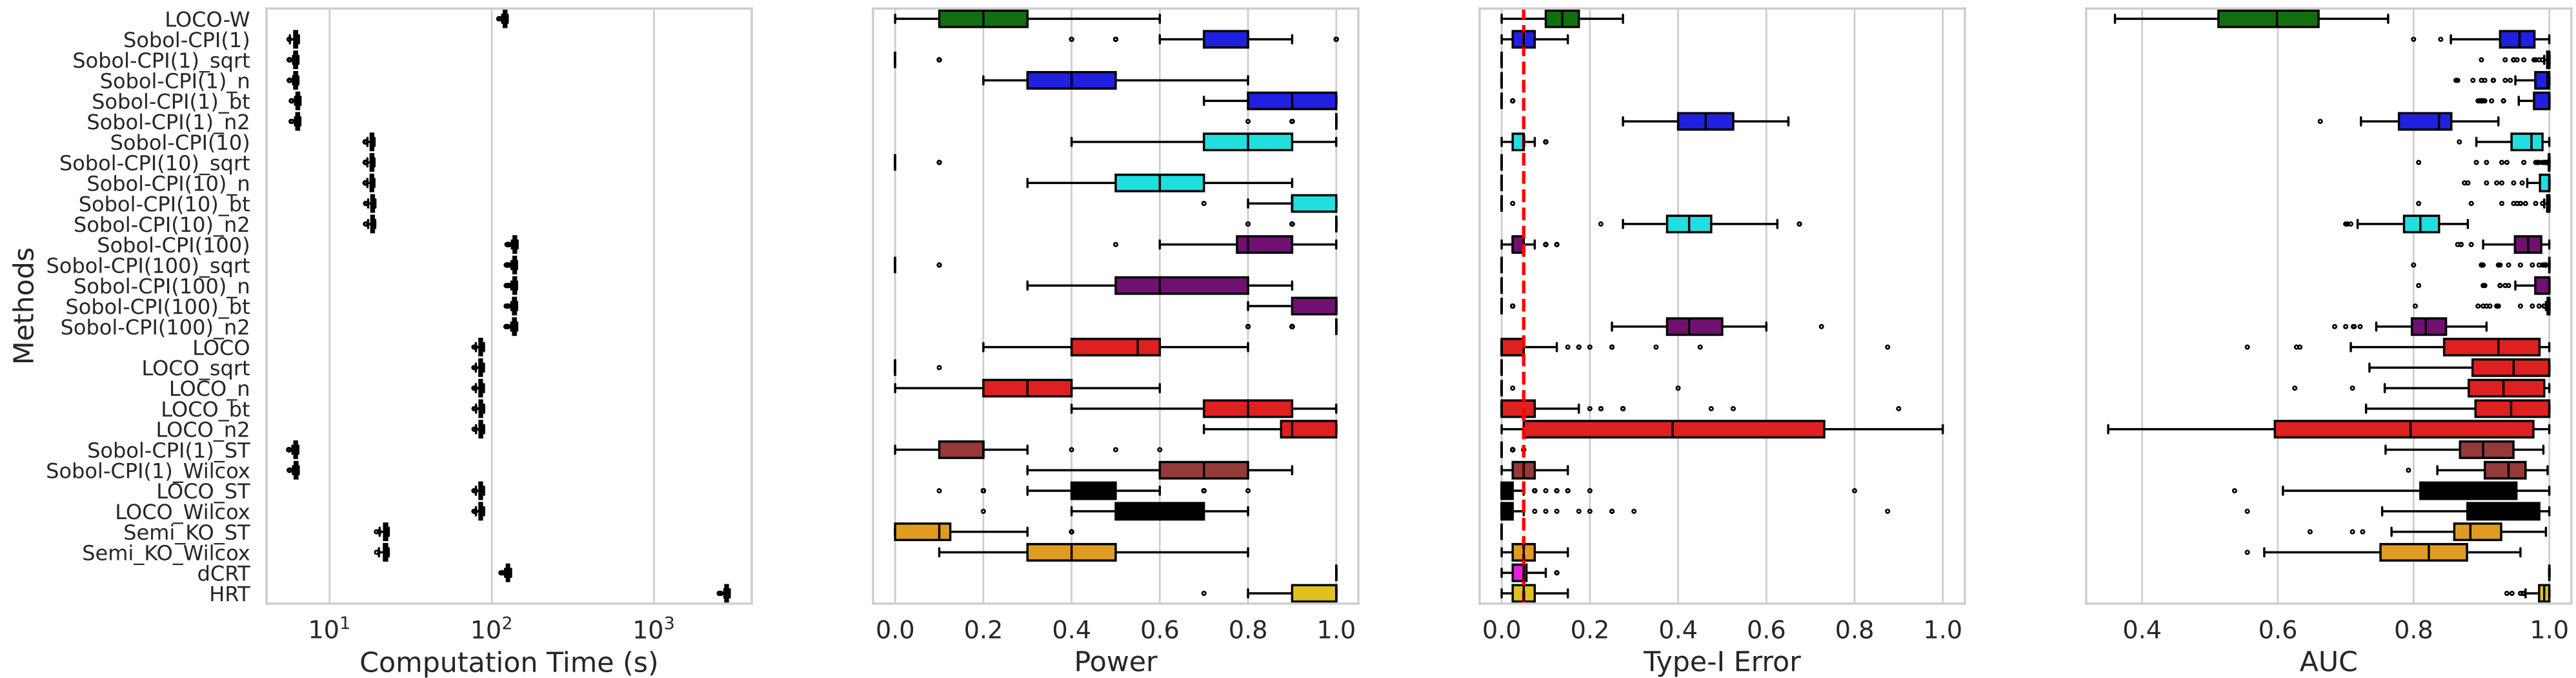 Methods
LOCO-W
Sobol-CPI(1)
Sobol-CPI(1)_sqrt
Sobol-CPI(1)_n
Sobol-CPI(1)_bt
Sobol-CPI(1)_n2
Sobol-CPI(10)
Sobol-CPI(10)_sqrt
Sobol-CPI(10)_n
Sobol-CPI(10)_bt
Sobol-CPI(10)_n2
Sobol-CPI(100)
Sobol-CPI(100)_sqrt
Sobol-CPI(100)_n
Sobol-CPI(100)_bt
Sobol-CPI(100)_n2
LOCO
LOCO_sqrt
LOCO_n
LOCO_bt
LOCO_n2
Sobol-CPI(1)_ST
Sobol-CPI(1)_Wilcox
LOCO_ST
LOCO_Wilcox
Semi_KO_ST
Semi_KO_Wilcox
dCRT
HRT
10¹ 10² 10³
Computation Time (s)
0.0 0.2 0.4 0.6 0.8 1.0
Power
0.0 0.2 0.4 0.6 0.8 1.0
Type-I Error
0.4 0.6 0.8 1.0
AUC